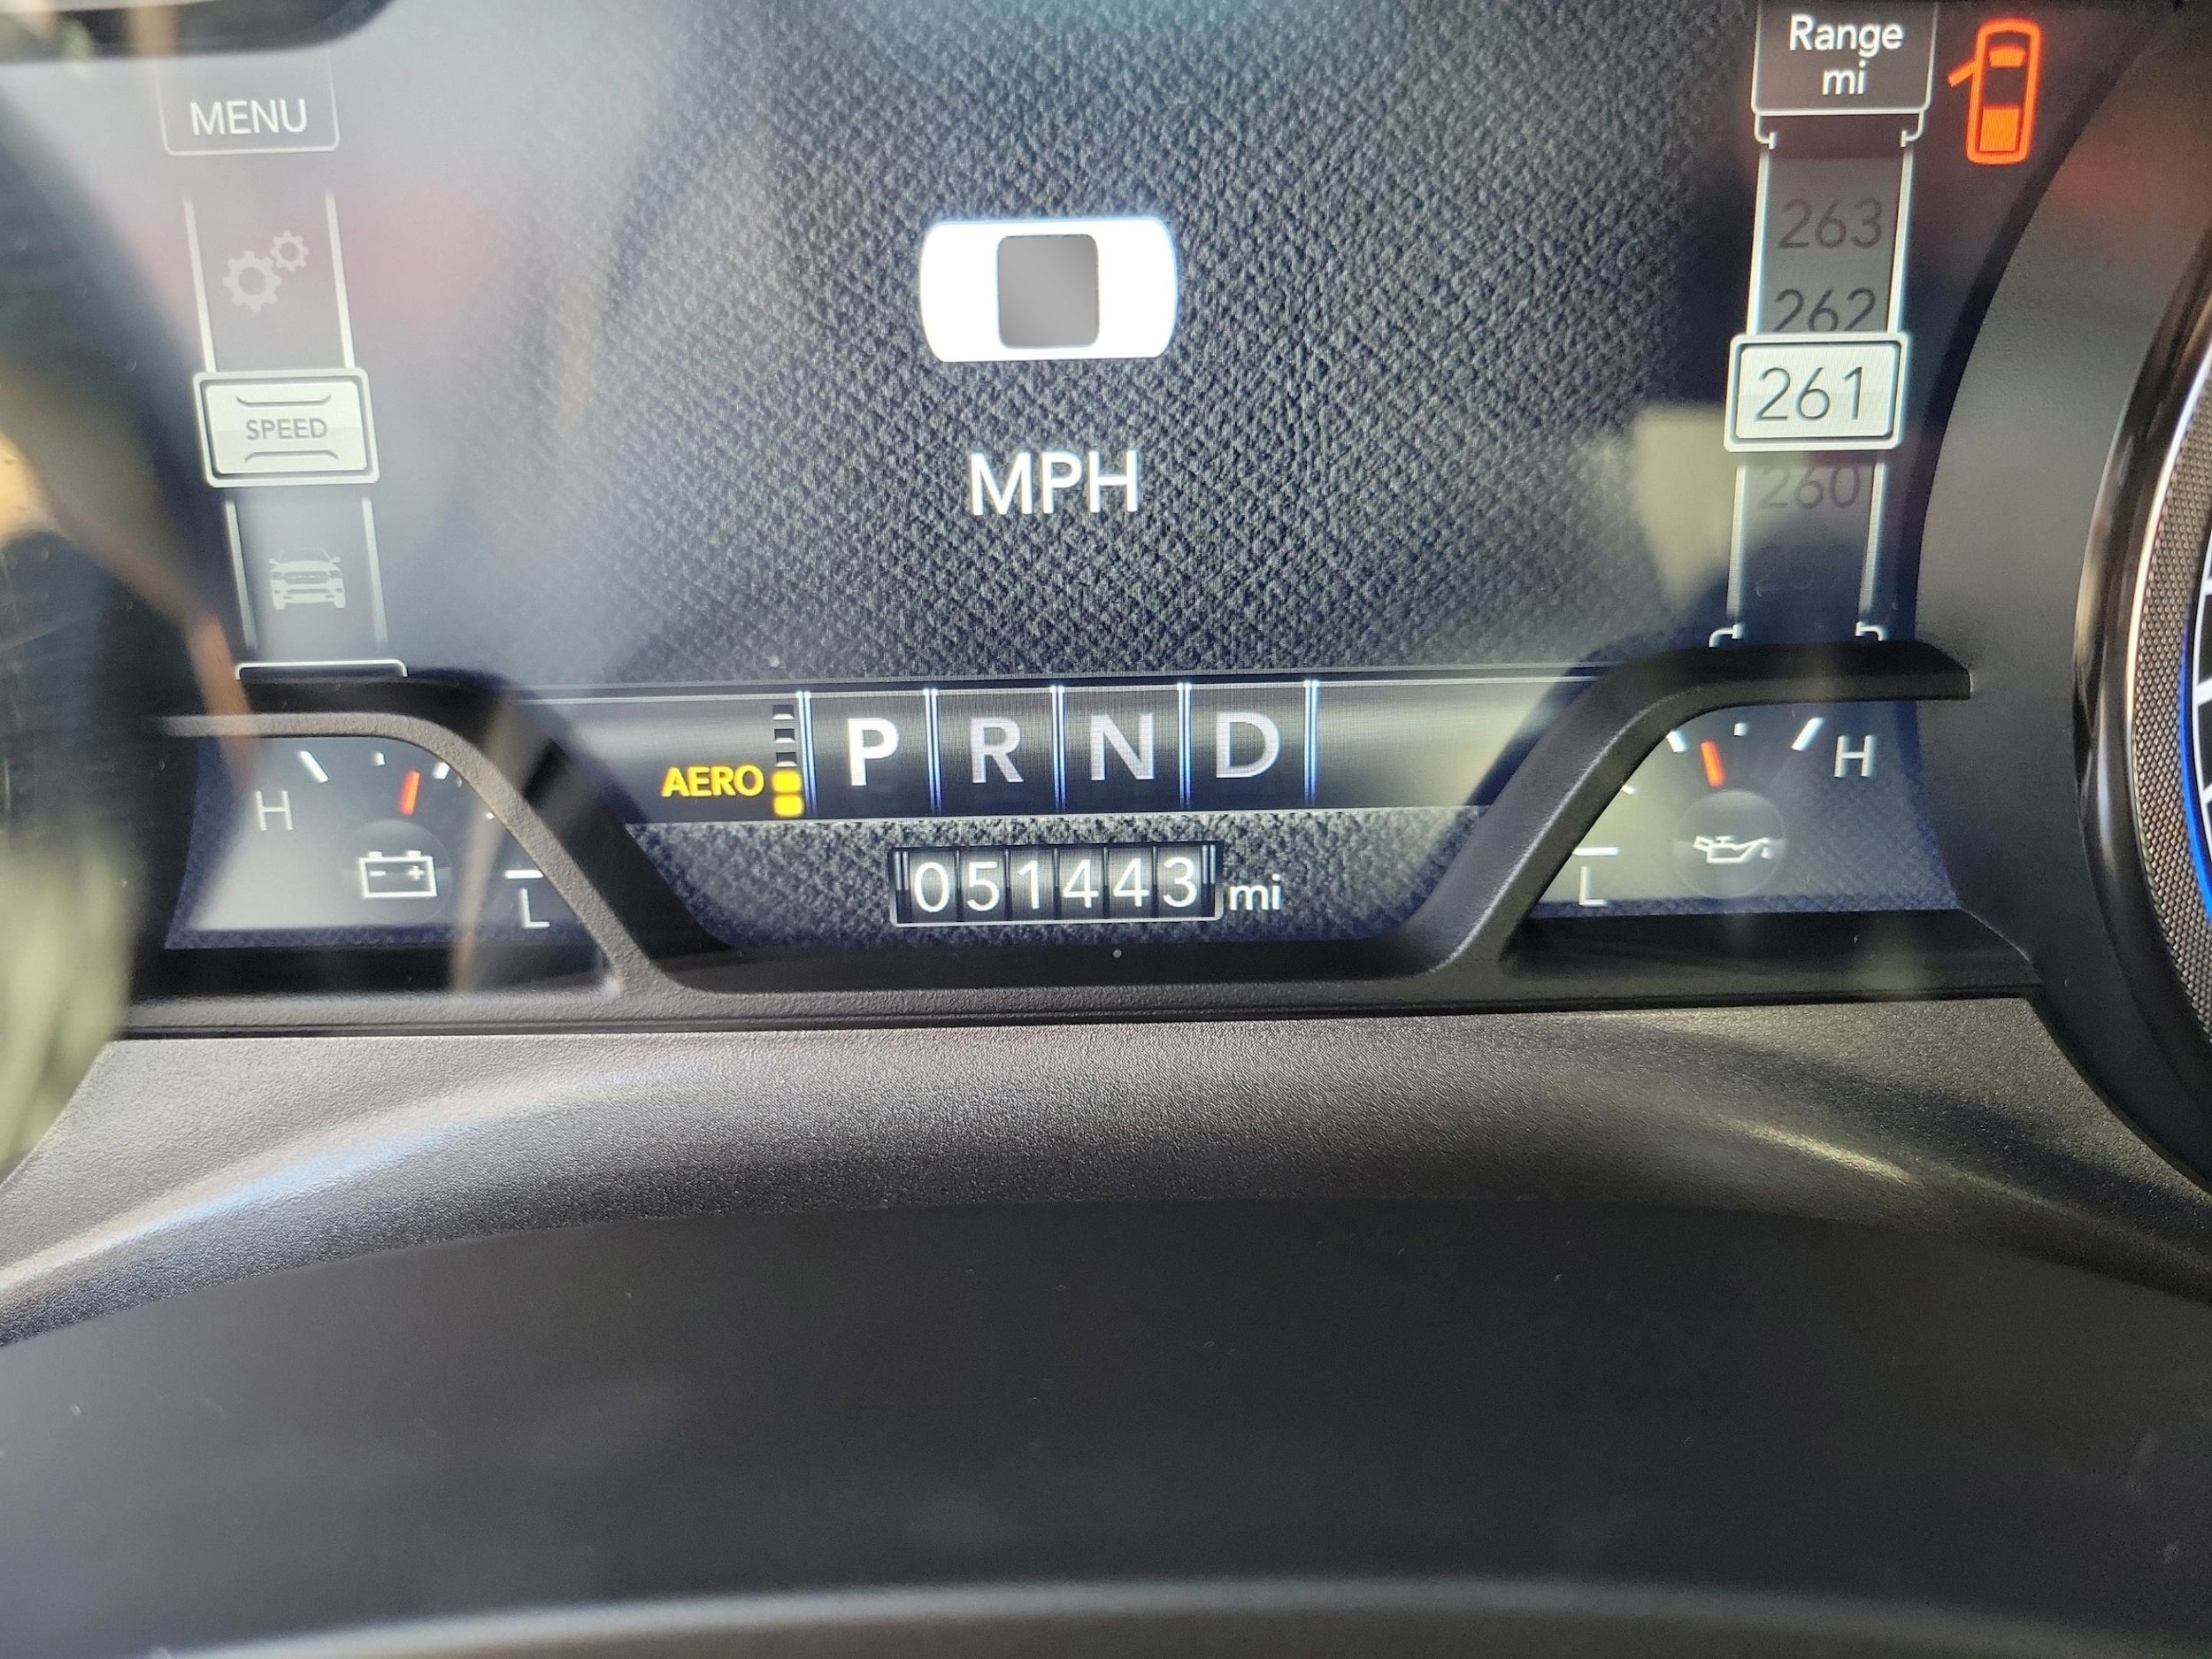 MENU
Range
mi
263
262
SPEED
261
MPH
260
AERO
P R N D
H
H
051443 mi
L
L